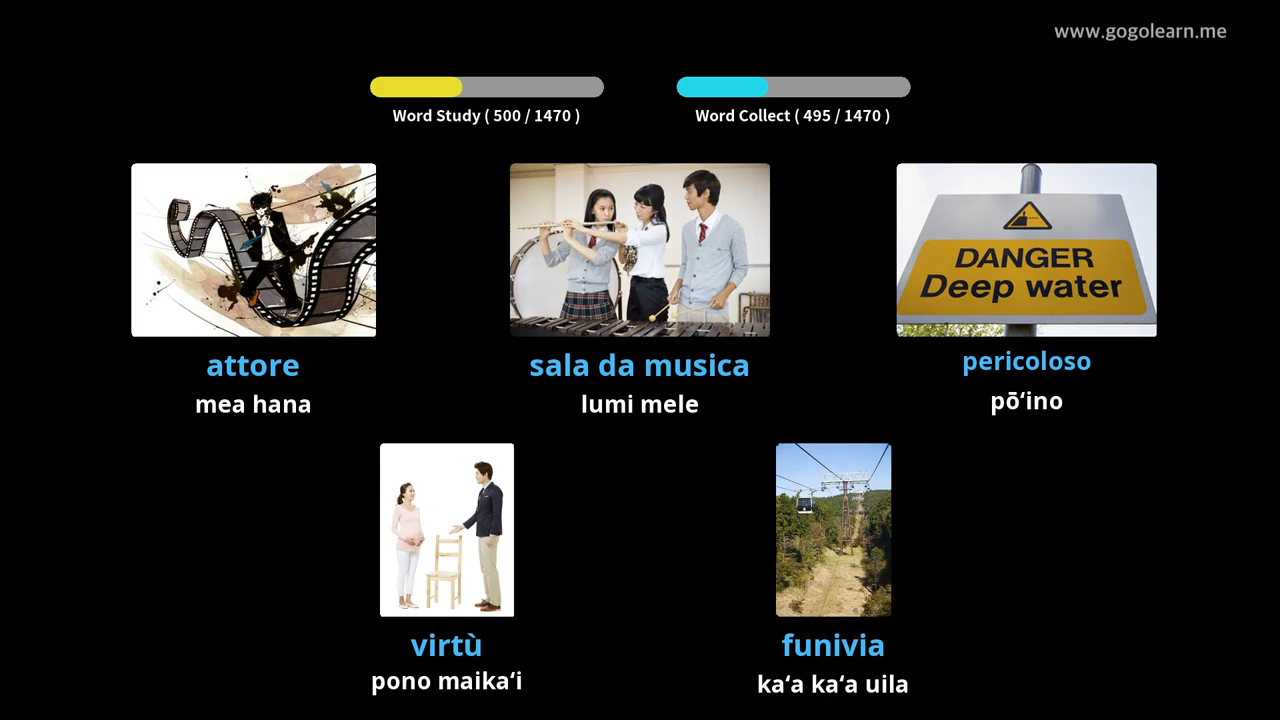 www.gogolearn.me
Word Study ( 500 / 1470 )
Word Collect ( 495 / 1470 )
DANGER
Deep water
attore
mea hana
sala da musica
lumi mele
pericoloso
pōʻino
virtù
pono maikaʻi
funivia
kaʻa kaʻa uila